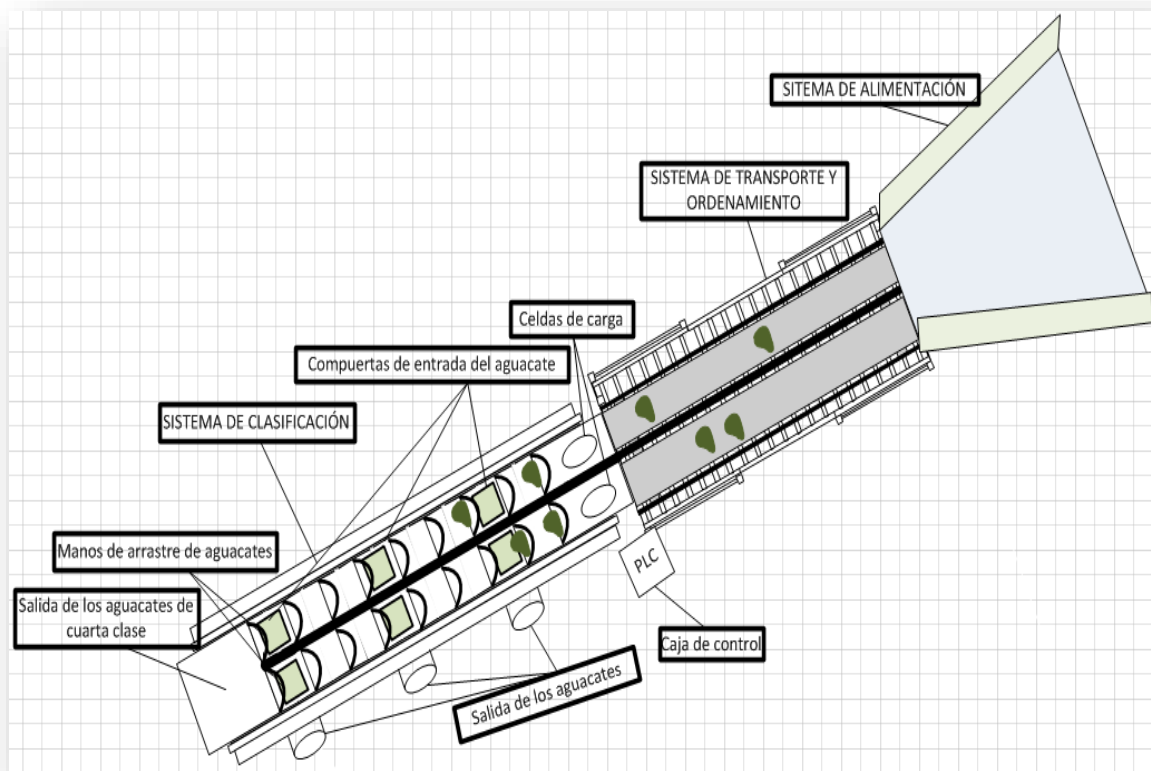 SITEMA DE ALIMENTACIÓN
SISTEMA DE TRANSPORTE Y
ORDENAMIENTO
Celdas de carga
Compuertas de entrada del aguacate
SISTEMA DE CLASIFICACIÓN
Manos de arrastre de aguacates
Salida de los aguacates de
cuarta clase
PLC
Caja de control
Salida de los aguacates